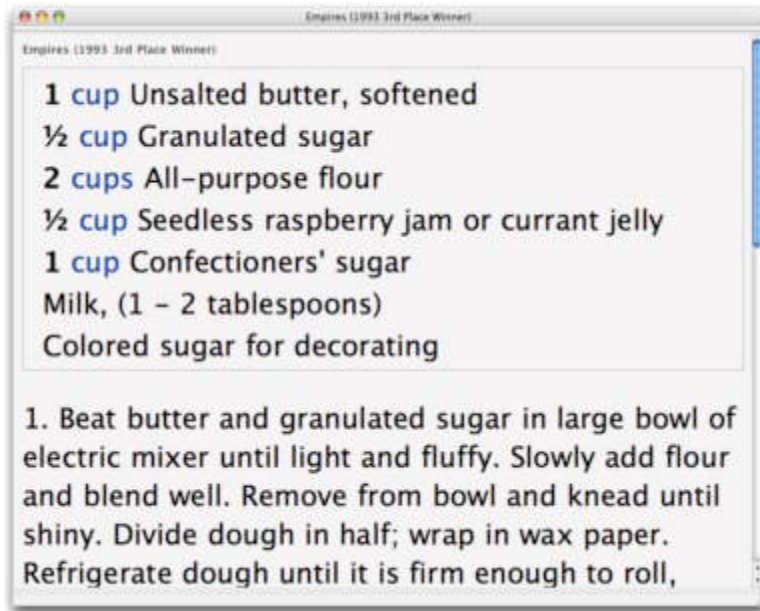 Empires (1993 3rd Place Winner)
Empires (1993 3rd Place Winner)
1 cup Unsalted butter, softened
½ cup Granulated sugar
2 cups All-purpose flour
½ cup Seedless raspberry jam or currant jelly
1 cup Confectioners' sugar
Milk, (1 - 2 tablespoons)
Colored sugar for decorating
1. Beat butter and granulated sugar in large bowl of
electric mixer until light and fluffy. Slowly add flour
and blend well. Remove from bowl and knead until
shiny. Divide dough in half; wrap in wax paper.
Refrigerate dough until it is firm enough to roll,